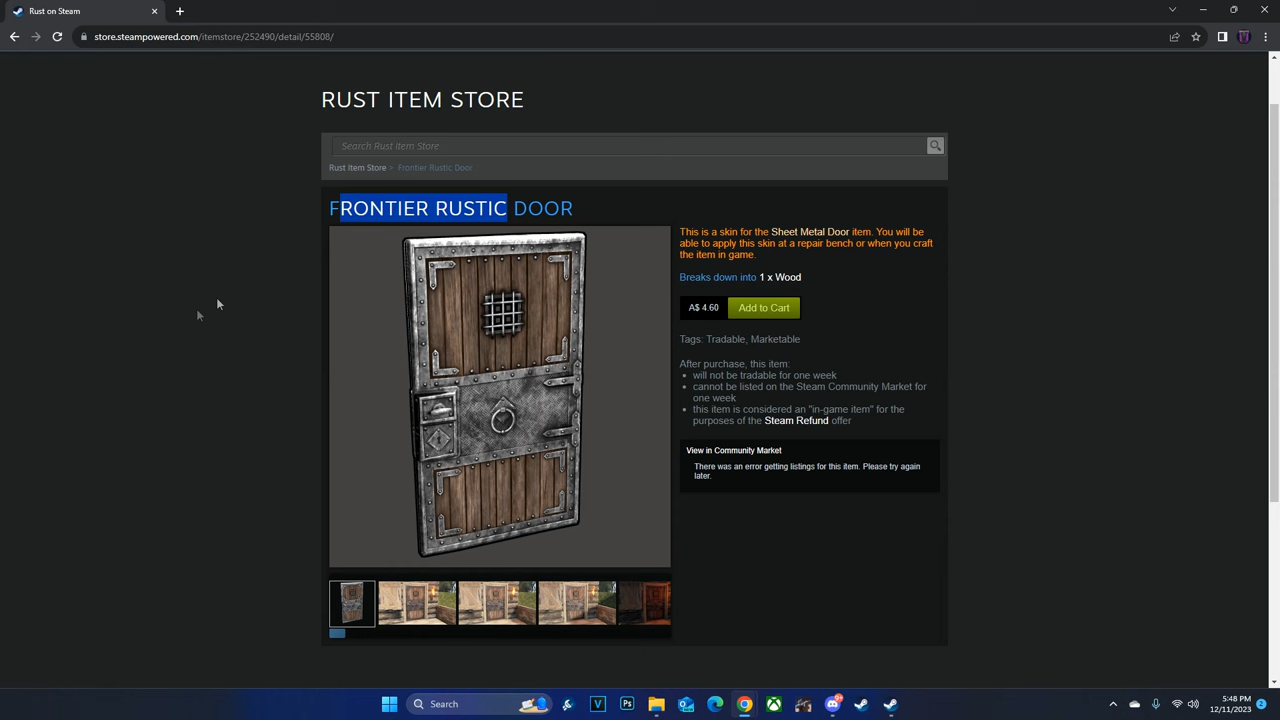 Rust on Steam
store.steampowered.com/itemstore/252490/detail/55808/
RUST ITEM STORE
Search Rust Item Store
Rust Item Store > Frontier Rustic Door
FRONTIER RUSTIC DOOR
This is a skin for the Sheet Metal Door item. You will be
able to apply this skin at a repair bench or when you craft
the item in game.
Breaks down into 1 x Wood
A$ 4.60 Add to Cart
Tags: Tradable, Marketable
After purchase, this item:
will not be tradable for one week
cannot be listed on the Steam Community Market for
one week
this item is considered an "in-game item" for the
purposes of the Steam Refund offer
View in Community Market
There was an error getting listings for this item. Please try again
later.
Search
V
Ps
9+
5:48 PM
12/11/2023
2